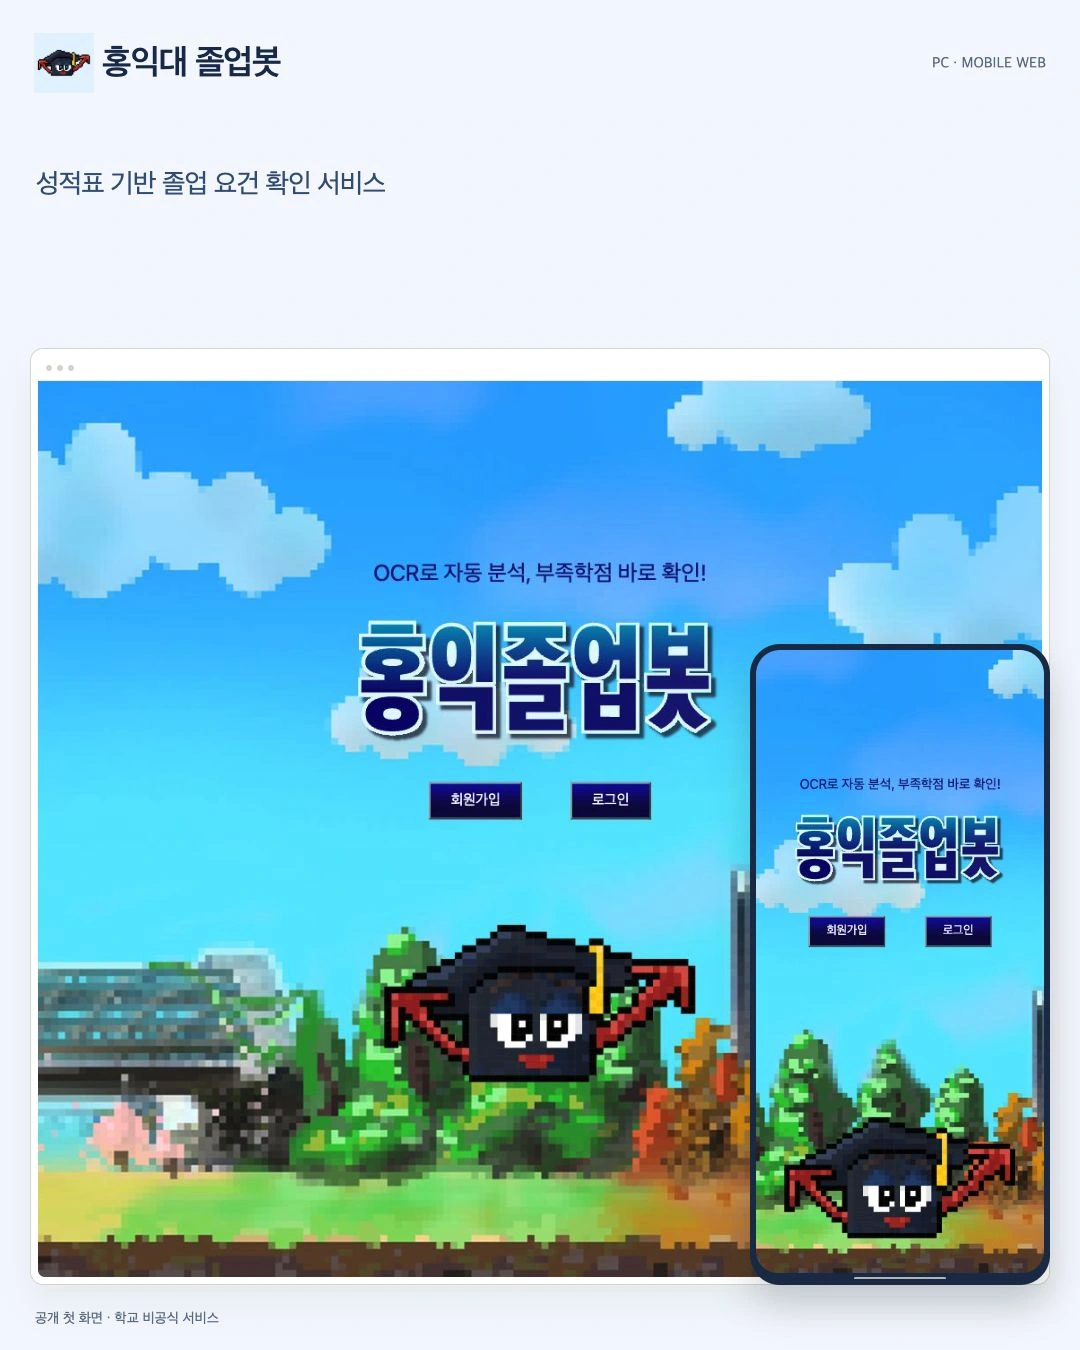 홍익대 졸업봇
PC · MOBILE WEB
성적표 기반 졸업 요건 확인 서비스
OCR로 자동 분석, 부족학점 바로 확인!
홍익졸업봇
회원가입
로그인
OCR로 자동 분석, 부족학점 바로 확인!
홍익졸업봇
회원가입
로그인
공개 첫 화면 · 학교 비공식 서비스